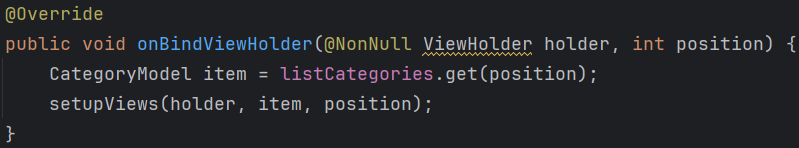 @Override
public void onBindViewHolder(@NonNull ViewHolder holder, int position) {
    CategoryModel item = listCategories.get(position);
    setupViews(holder, item, position);
}